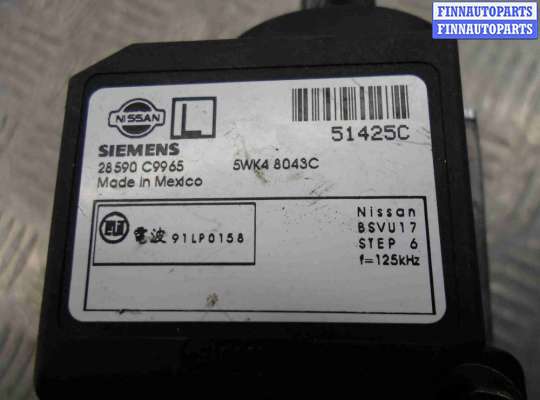 FINNAUTOPARTS
FINNAUTOPARTS
NISSAN
L
51425C
SIEMENS
28590 C9965 5WK4 8043C
Made in Mexico
電波 91LP0158
Nissan
BSVU17
STEP 6
f=125kHz